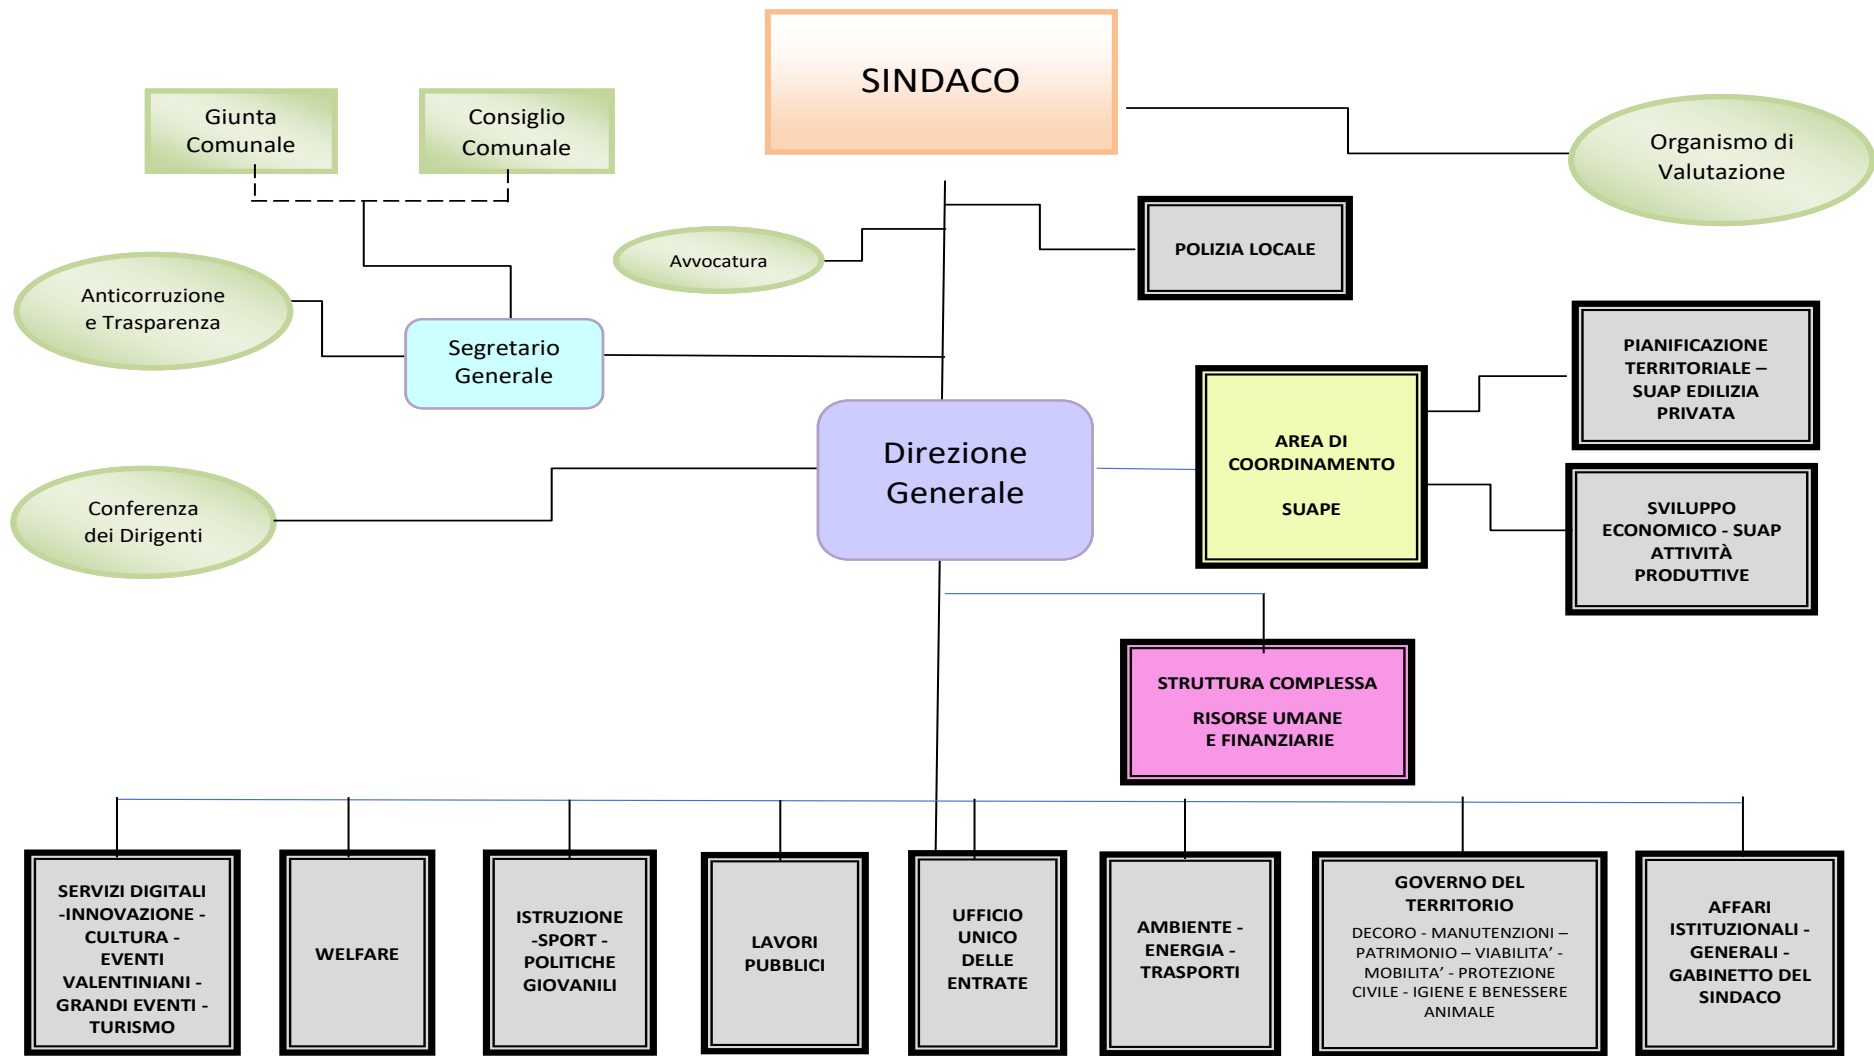 SINDACO
Giunta
Comunale
Consiglio
Comunale
Organismo di
Valutazione
Avvocatura
POLIZIA LOCALE
Anticorruzione
e Trasparenza
Segretario
Generale
PIANIFICAZIONE
TERRITORIALE –
SUAP EDILIZIA
PRIVATA
Direzione
Generale
AREA DI
COORDINAMENTO
SUAPE
Conferenza
dei Dirigenti
SVILUPPO
ECONOMICO - SUAP
ATTIVITÀ
PRODUTTIVE
STRUTTURA COMPLESSA
RISORSE UMANE
E FINANZIARIE
SERVIZI DIGITALI
-INNOVAZIONE -
CULTURA -
EVENTI
VALENTINIANI -
GRANDI EVENTI -
TURISMO
WELFARE
ISTRUZIONE
-SPORT -
POLITICHE
GIOVANILI
LAVORI
PUBBLICI
UFFICIO
UNICO
DELLE
ENTRATE
AMBIENTE -
ENERGIA -
TRASPORTI
GOVERNO DEL
TERRITORIO
DECORO - MANUTENZIONI –
PATRIMONIO – VIABILITA’ -
MOBILITA’ - PROTEZIONE
CIVILE - IGIENE E BENESSERE
ANIMALE
AFFARI
ISTITUZIONALI -
GENERALI -
GABINETTO DEL
SINDACO